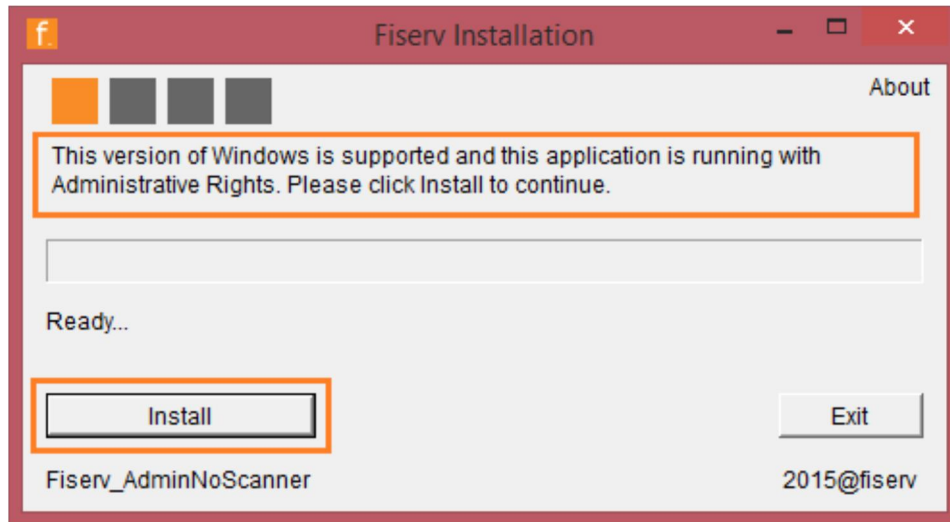 f.
Fiserv Installation
About
This version of Windows is supported and this application is running with
Administrative Rights. Please click Install to continue.
Ready...
Install
Exit
Fiserv_AdminNoScanner
2015@fiserv